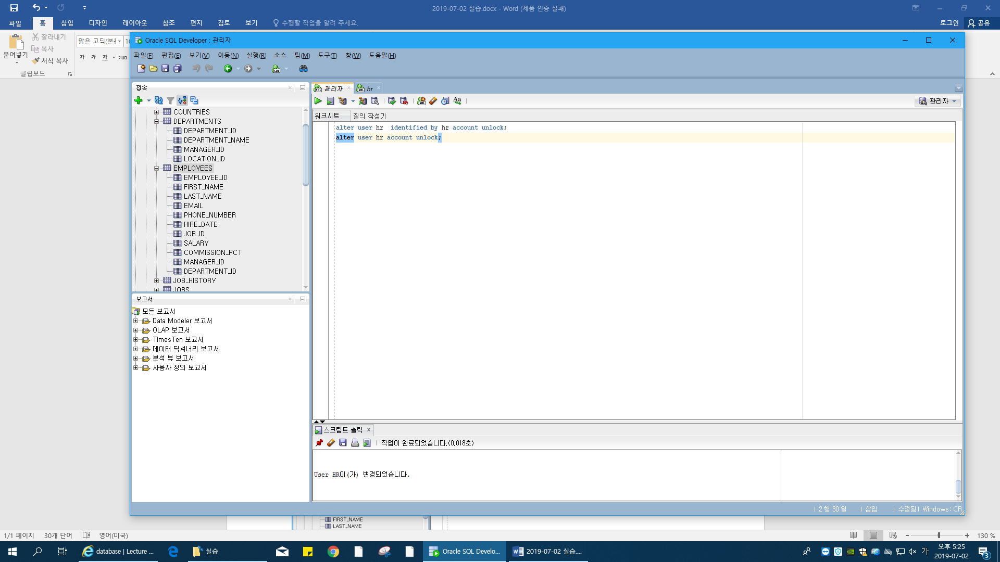 2019-07-02 실습.docx - Word (제품 인증 실패)
파일 홈 삽입 디자인 레이아웃 참조 편지 검토 보기 수행할 작업을 알려 주세요. 로그인 공유
붙여넣기
잘라내기
복사
서식 복사
클립보드
맑은 고딕(본
가 가 가
Oracle SQL Developer : 관리자
파일(F) 편집(E) 보기(V) 이동(N) 실행(R) 소스 팀(M) 도구(T) 창(W) 도움말(H)
접속
COUNTRIES
DEPARTMENTS
DEPARTMENT_ID
DEPARTMENT_NAME
MANAGER_ID
LOCATION_ID
EMPLOYEES
EMPLOYEE_ID
FIRST_NAME
LAST_NAME
EMAIL
PHONE_NUMBER
HIRE_DATE
JOB_ID
SALARY
COMMISSION_PCT
MANAGER_ID
DEPARTMENT_ID
JOB_HISTORY
JOBS
보고서
모든 보고서
Data Modeler 보고서
OLAP 보고서
TimesTen 보고서
데이터 딕셔너리 보고서
분석 뷰 보고서
사용자 정의 보고서
관리자 hr
관리자
워크시트 질의 작성기
alter user hr  identified by hr account unlock;
alter user hr account unlock;
스크립트 출력
작업이 완료되었습니다.(0.018초)
User HR이(가) 변경되었습니다.
2 행 30 열 삽입 수정됨 Windows: CR
FIRST_NAME
LAST_NAME
1/1 페이지 30개 단어 영어(미국) 130 %
database | Lecture ... 실습 Oracle SQL Develo... 2019-07-02 실습.... 가 오후 5:25
2019-07-02
3